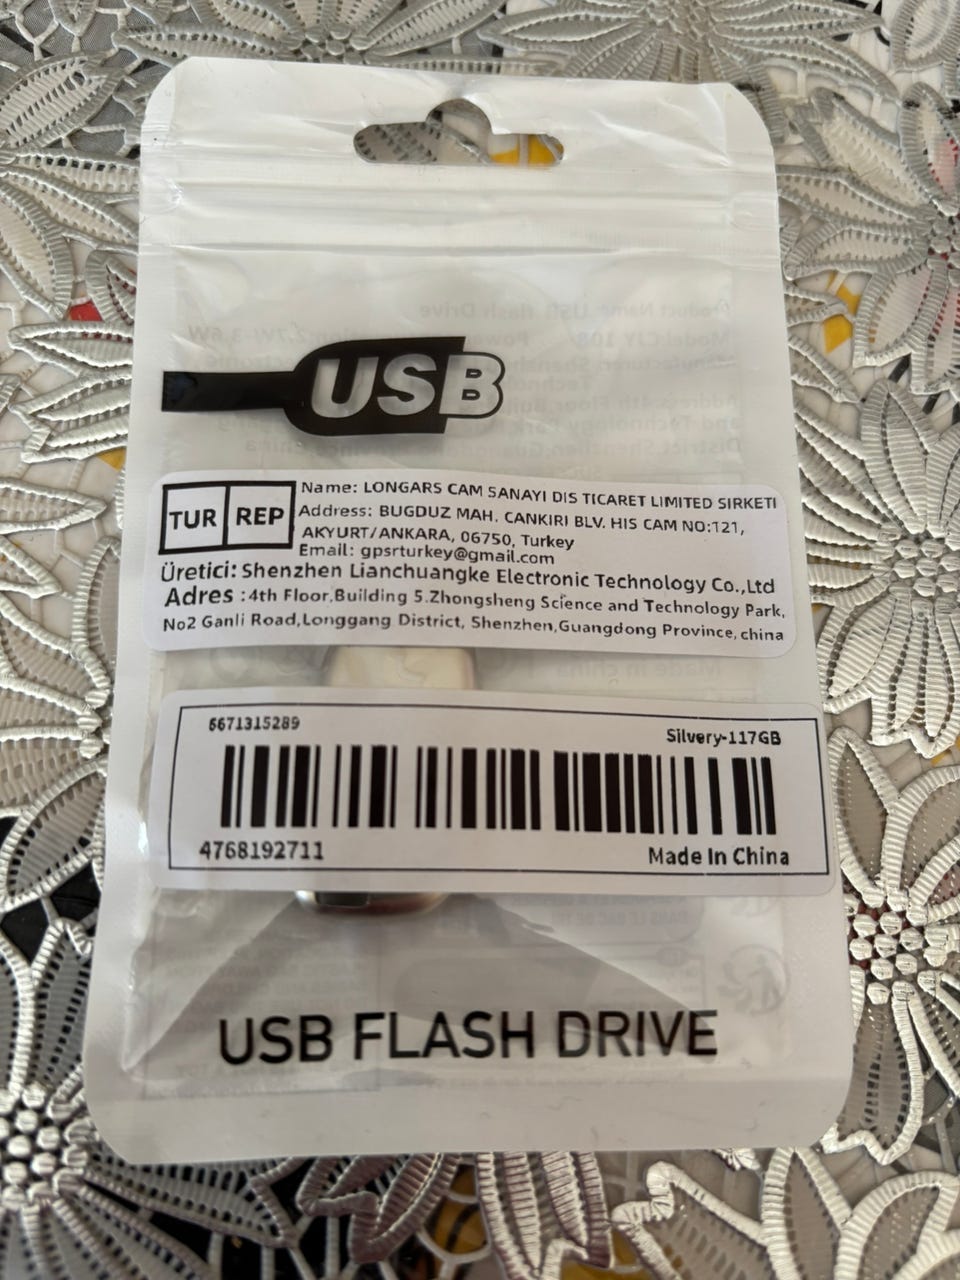 USB
TUR REP
Name: LONGARS CAM SANAYI DIS TICARET LIMITED SIRKETI
Address: BUGDUZ MAH. CANKIRI BLV. HIS CAM NO:121,
AKYURT/ANKARA, 06750, Turkey
Email: gpsrturkey@gmail.com
Üretici: Shenzhen Lianchuangke Electronic Technology Co.,Ltd
Adres :4th Floor,Building 5.Zhongsheng Science and Technology Park,
No2 Ganli Road,Longgang District, Shenzhen,Guangdong Province,china
6671315289
Silvery-117GB
4768192711
Made In China
USB FLASH DRIVE